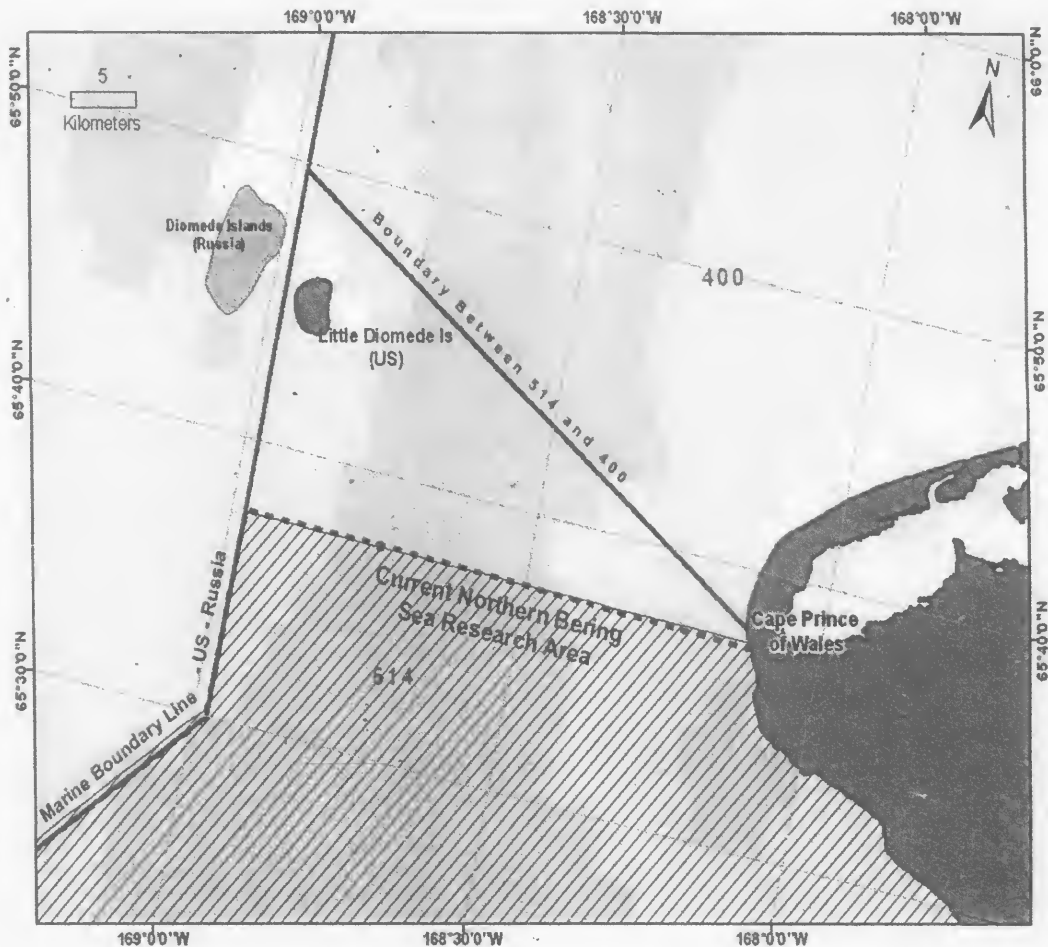 169°0'0"W
168°30'0"W
168°0'0"W
65°50'0"N
66°0'0"N
5
Kilometers
N
Diomede Islands
(Russia)
Boundary Between 514 and 400
400
Little Diomede Is
(US)
65°40'0"N
65°50'0"N
Current Northern Bering
Sea Research Area
Cape Prince
of Wales
514
65°30'0"N
65°40'0"N
Marine Boundary Line - US - Russia
169°0'0"W
168°30'0"W
168°0'0"W